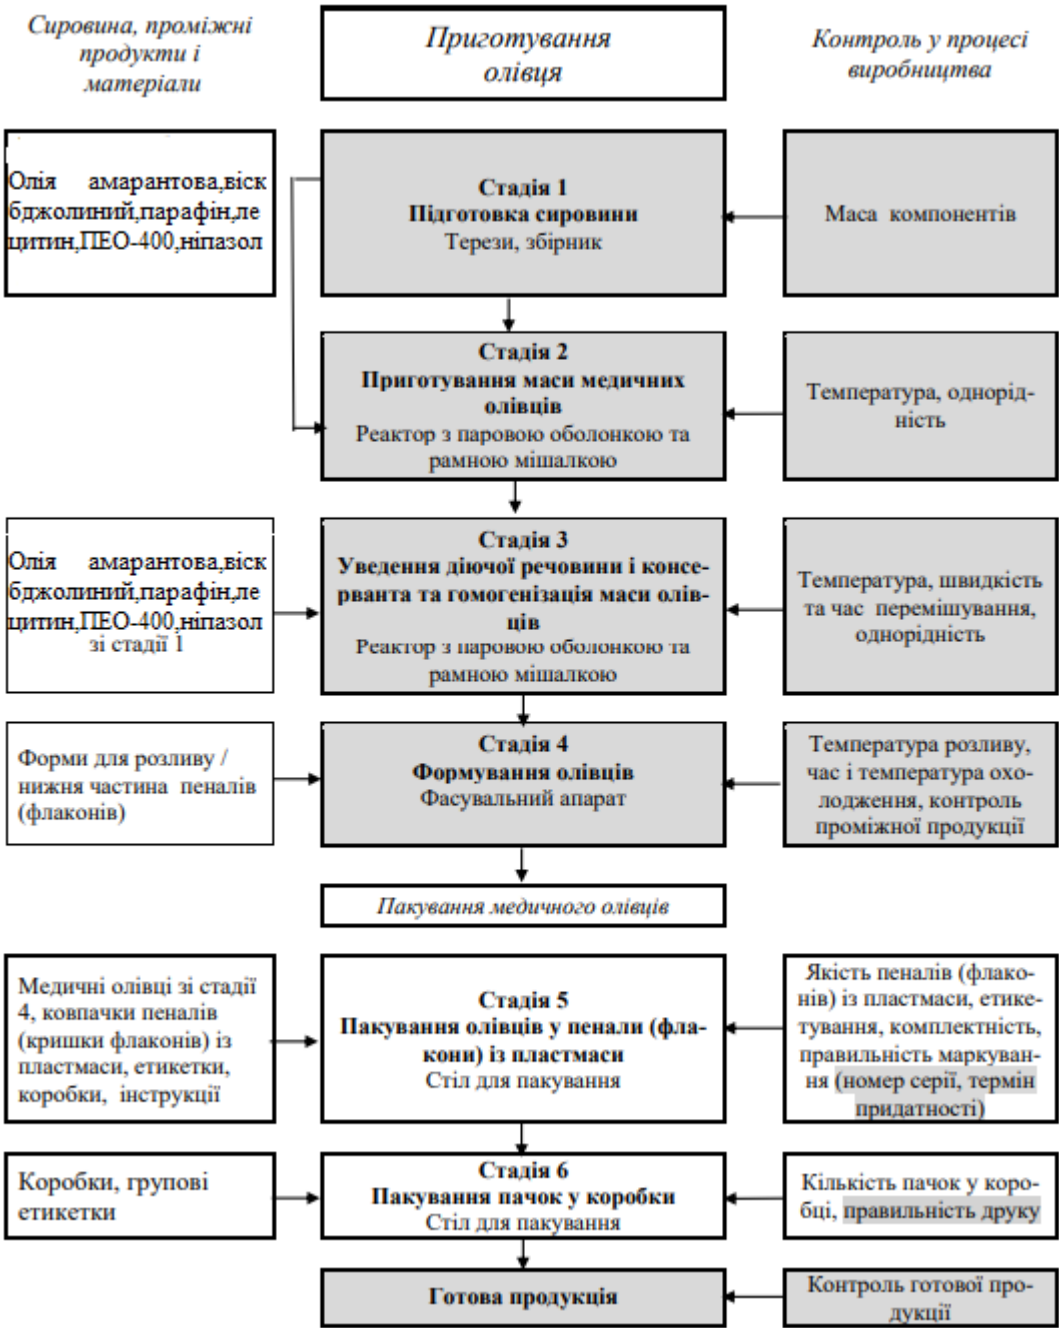 Сировина, проміжні
продукти і
матеріали
Приготування
олівця
Контроль у процесі
виробництва
Олія амарантова,віск
бджолиний,парафін,ле
цитин,ПЕО-400,ніпазол
Стадія 1
Підготовка сировини
Терези, збірник
Маса компонентів
Стадія 2
Приготування маси медичних
олівців
Реактор з паровою оболонкою та
рамною мішалкою
Температура, однорід-
ність
Олія амарантова,віск
бджолиний,парафін,ле
цитин,ПЕО-400,ніпазол
зі стадії 1
Стадія 3
Уведення діючої речовини і консе-
рванта та гомогенізація маси олів-
ців
Реактор з паровою оболонкою та
рамною мішалкою
Температура, швидкість
та час перемішування,
однорідність
Форми для розливу /
нижня частина пеналів
(флаконів)
Стадія 4
Формування олівців
Фасувальний апарат
Температура розливу,
час і температура охо-
лодження, контроль
проміжної продукції
Пакування медичного олівців
Медичні олівці зі стадії
4, ковпачки пеналів
(кришки флаконів) із
пластмаси, етикетки,
коробки, інструкції
Стадія 5
Пакування олівців у пенали (фла-
кони) із пластмаси
Стіл для пакування
Якість пеналів (флако-
нів) із пластмаси, етике-
тування, комплектність,
правильність маркуван-
ня (номер серії, термін
придатності)
Коробки, групові
етикетки
Стадія 6
Пакування пачок у коробки
Стіл для пакування
Кількість пачок у коро-
бці, правильність друку
Готова продукція
Контроль готової про-
дукції